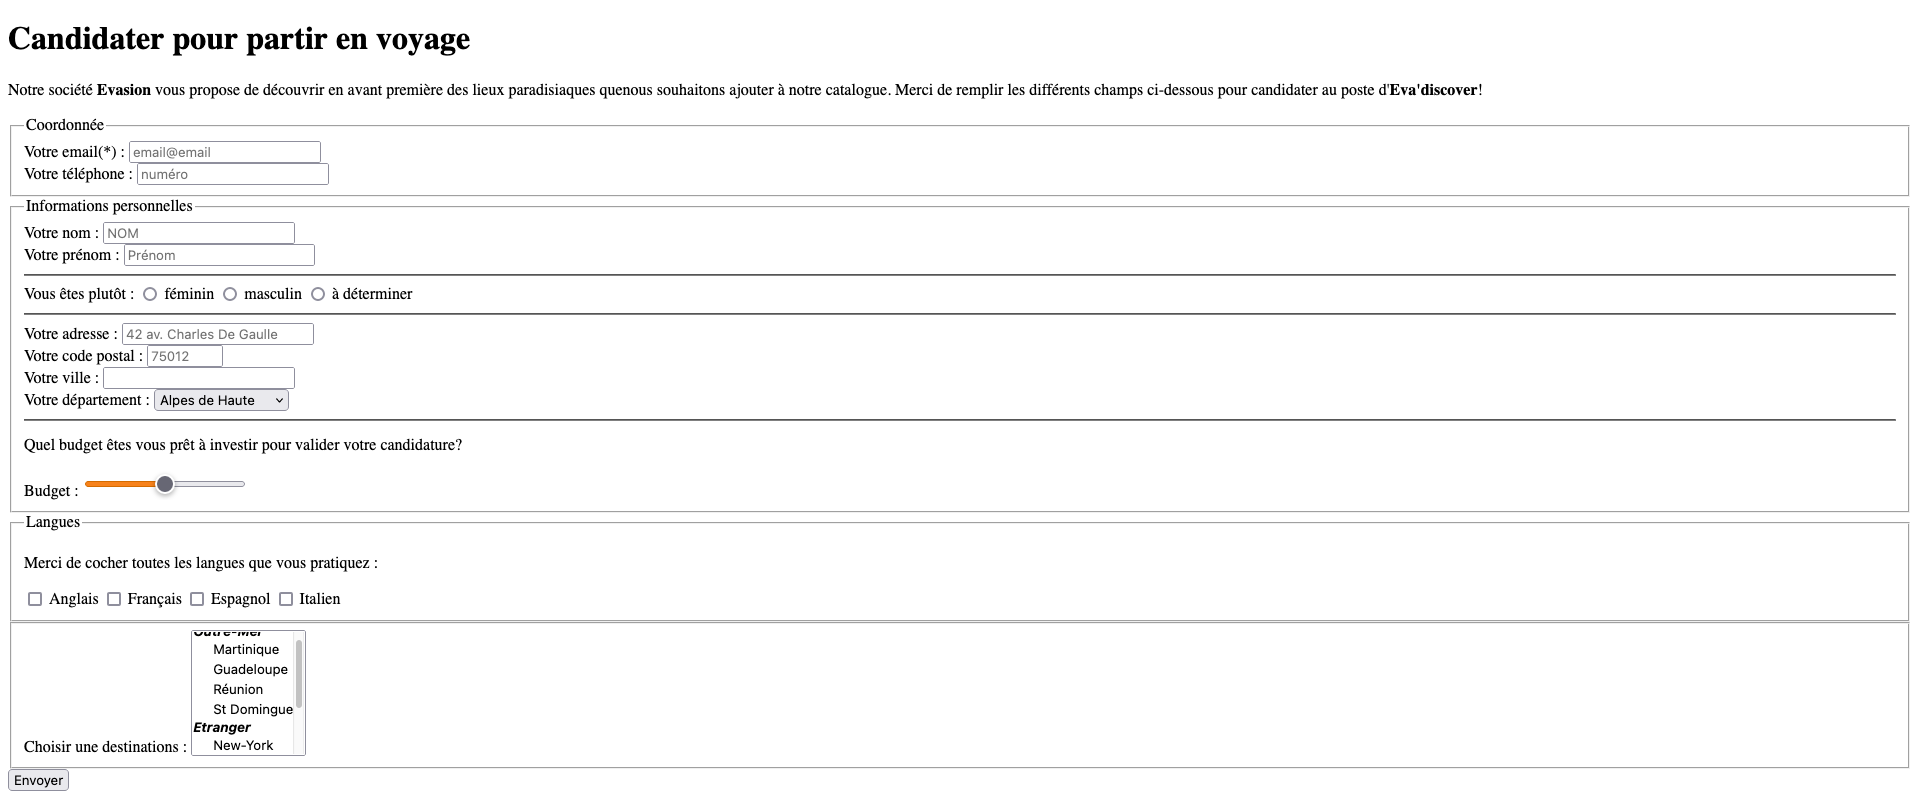 Candidater pour partir en voyage
Notre société Evasion vous propose de découvrir en avant première des lieux paradisiaques quenous souhaitons ajouter à notre catalogue. Merci de remplir les différents champs ci-dessous pour candidater au poste d'Eva'discover!
Coordonnée
Votre email(*) : email@email
Votre téléphone : numéro
Informations personnelles
Votre nom : NOM
Votre prénom : Prénom
Vous êtes plutôt : féminin masculin à déterminer
Votre adresse : 42 av. Charles De Gaulle
Votre code postal : 75012
Votre ville :
Votre département : Alpes de Haute
Quel budget êtes vous prêt à investir pour valider votre candidature?
Budget :
Langues
Merci de cocher toutes les langues que vous pratiquez :
Anglais Français Espagnol Italien
Outre-Mer
Martinique
Guadeloupe
Réunion
St Domingue
Etranger
New-York
Choisir une destinations :
Envoyer